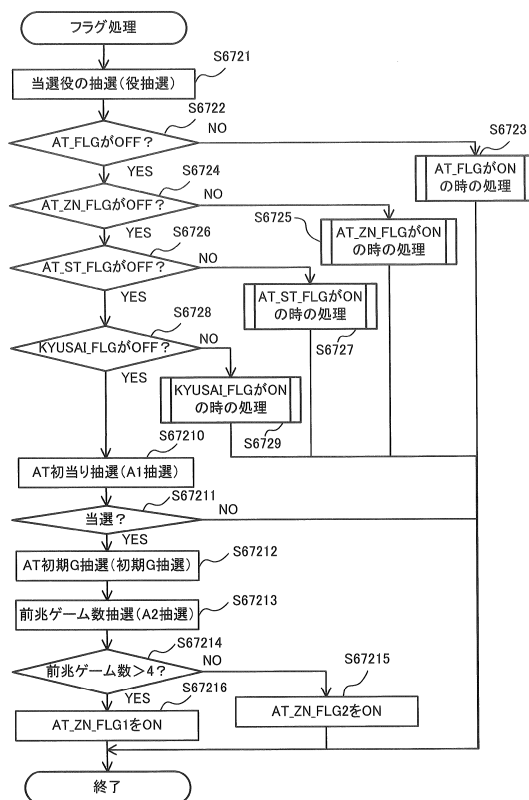 フラグ処理
S6721
当選役の抽選(役抽選)
S6722
AT_FLGがOFF?
NO
YES
S6723
AT_FLGがON
の時の処理
S6724
AT_ZN_FLGがOFF?
NO
YES
S6725
AT_ZN_FLGがON
の時の処理
S6726
AT_ST_FLGがOFF?
NO
YES
AT_ST_FLGがON
の時の処理
S6727
S6728
KYUSAI_FLGがOFF?
NO
YES
KYUSAI_FLGがON
の時の処理
S6729
S67210
AT初当り抽選(A1抽選)
S67211
当選?
NO
YES
S67212
AT初期G抽選(初期G抽選)
S67213
前兆ゲーム数抽選(A2抽選)
S67214
前兆ゲーム数>4?
NO
YES
S67215
AT_ZN_FLG2をON
S67216
AT_ZN_FLG1をON
終了